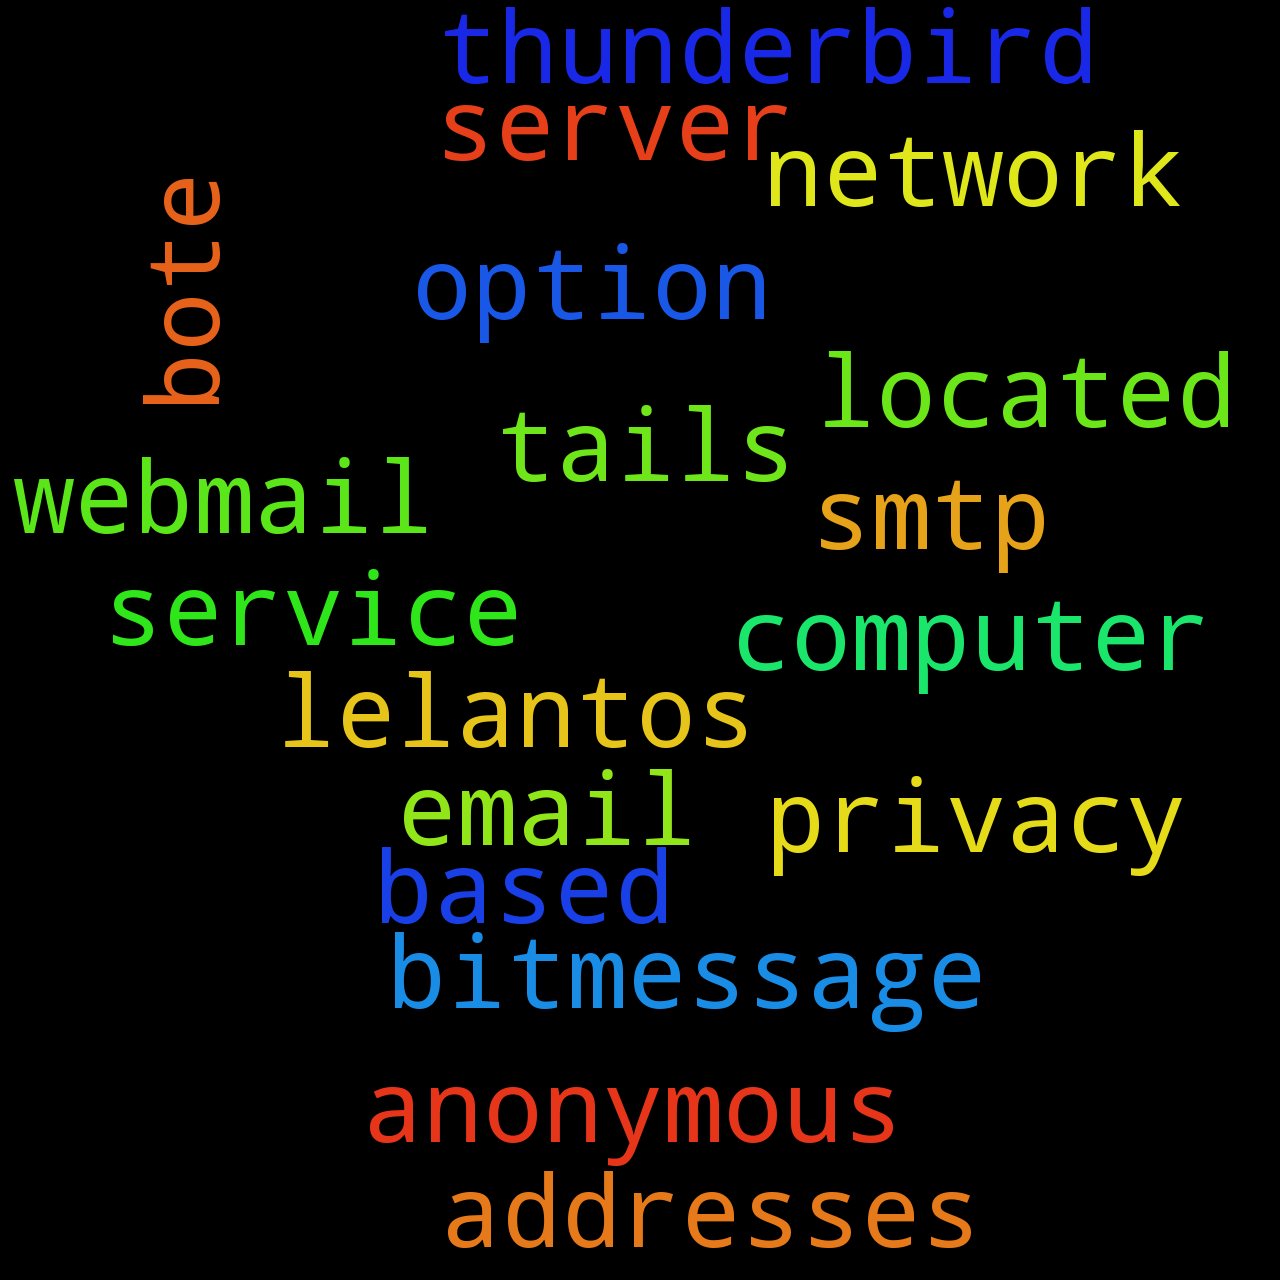 thunderbird
server
network
bote
option
located
tails
webmail
smtp
service
computer
lelantos
email
privacy
based
bitmessage
anonymous
addresses